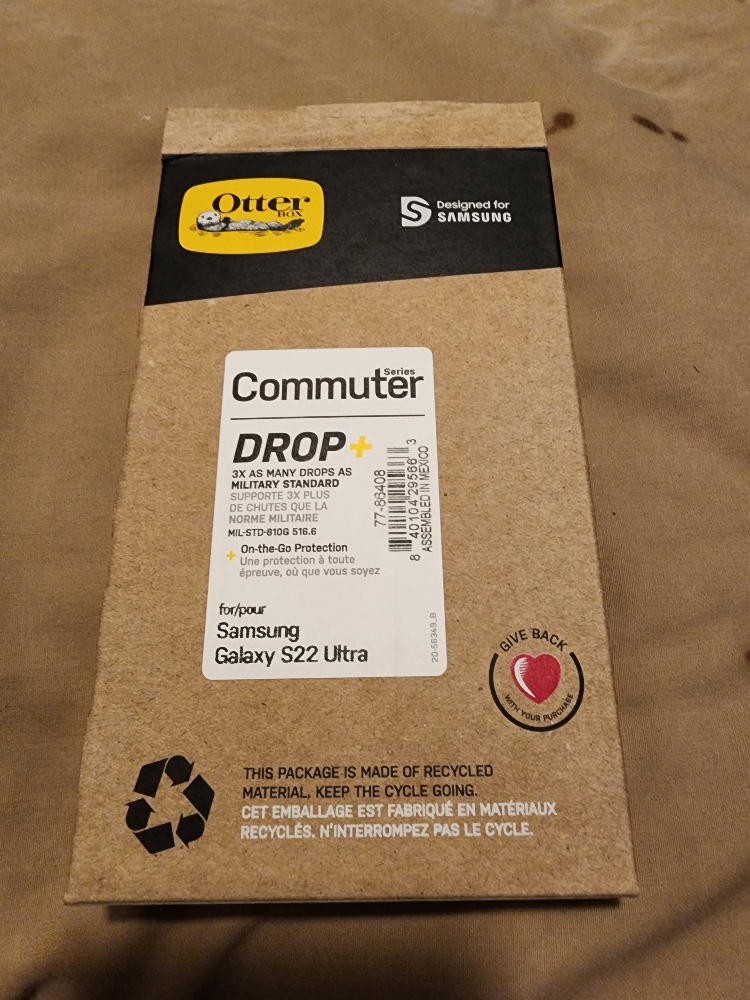 Otter
BOX
Designed for
SAMSUNG
Commuter Series
DROP+
3X AS MANY DROPS AS
MILITARY STANDARD
SUPPORTE 3X PLUS
DE CHUTES QUE LA
NORME MILITAIRE
MIL-STD-810G 516.6
+ On-the-Go Protection
Une protection à toute
épreuve, où que vous soyez
77-86408
8 40104 29566 3
ASSEMBLED IN MEXICO
for/pour
Samsung
Galaxy S22 Ultra
20-56349_B
GIVE BACK
WITH YOUR PURCHASE
THIS PACKAGE IS MADE OF RECYCLED
MATERIAL, KEEP THE CYCLE GOING.
CET EMBALLAGE EST FABRIQUÉ EN MATÉRIAUX
RECYCLÉS. N'INTERROMPEZ PAS LE CYCLE.